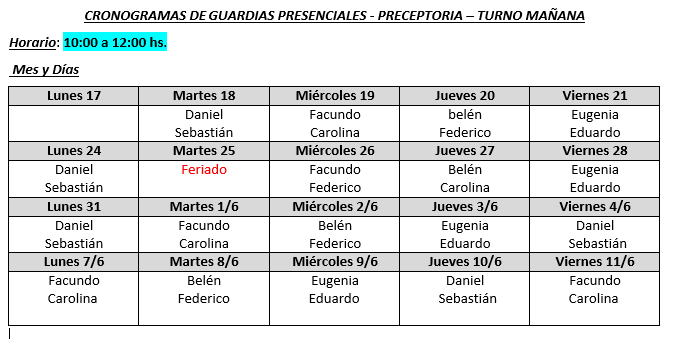 CRONOGRAMAS DE GUARDIAS PRESENCIALES - PRECEPTORIA – TURNO MAÑANA
Horario: 10:00 a 12:00 hs.
Mes y Días
Lunes 17 Martes 18 Miércoles 19 Jueves 20 Viernes 21
Daniel Facundo belén Eugenia
Sebastián Carolina Federico Eduardo
Lunes 24 Martes 25 Miércoles 26 Jueves 27 Viernes 28
Daniel Feriado Facundo Belén Eugenia
Sebastián Federico Carolina Eduardo
Lunes 31 Martes 1/6 Miércoles 2/6 Jueves 3/6 Viernes 4/6
Daniel Facundo Belén Eugenia Daniel
Sebastián Carolina Federico Eduardo Sebastián
Lunes 7/6 Martes 8/6 Miércoles 9/6 Jueves 10/6 Viernes 11/6
Facundo Belén Eugenia Daniel Facundo
Carolina Federico Eduardo Sebastián Carolina